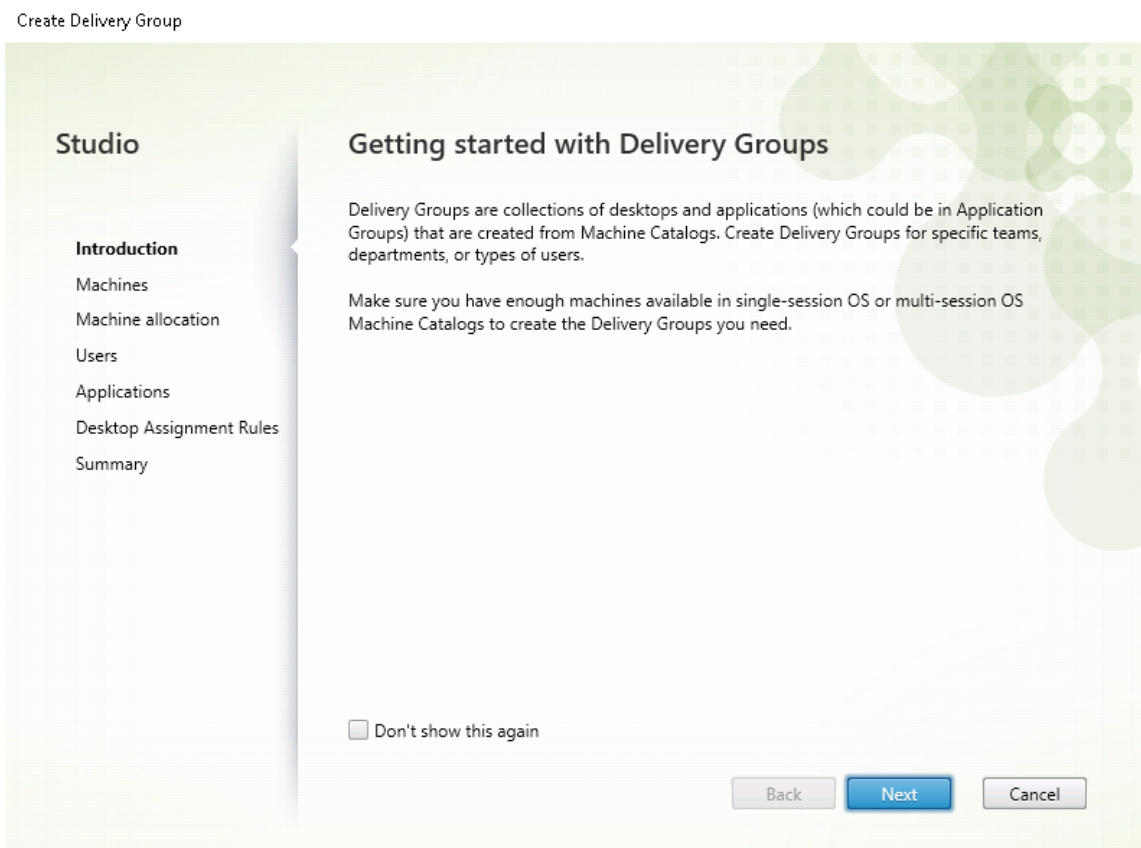 Create Delivery Group
Studio
Introduction
Machines
Machine allocation
Users
Applications
Desktop Assignment Rules
Summary
Getting started with Delivery Groups
Delivery Groups are collections of desktops and applications (which could be in Application
Groups) that are created from Machine Catalogs. Create Delivery Groups for specific teams,
departments, or types of users.
Make sure you have enough machines available in single-session OS or multi-session OS
Machine Catalogs to create the Delivery Groups you need.
Don't show this again
Back
Next
Cancel